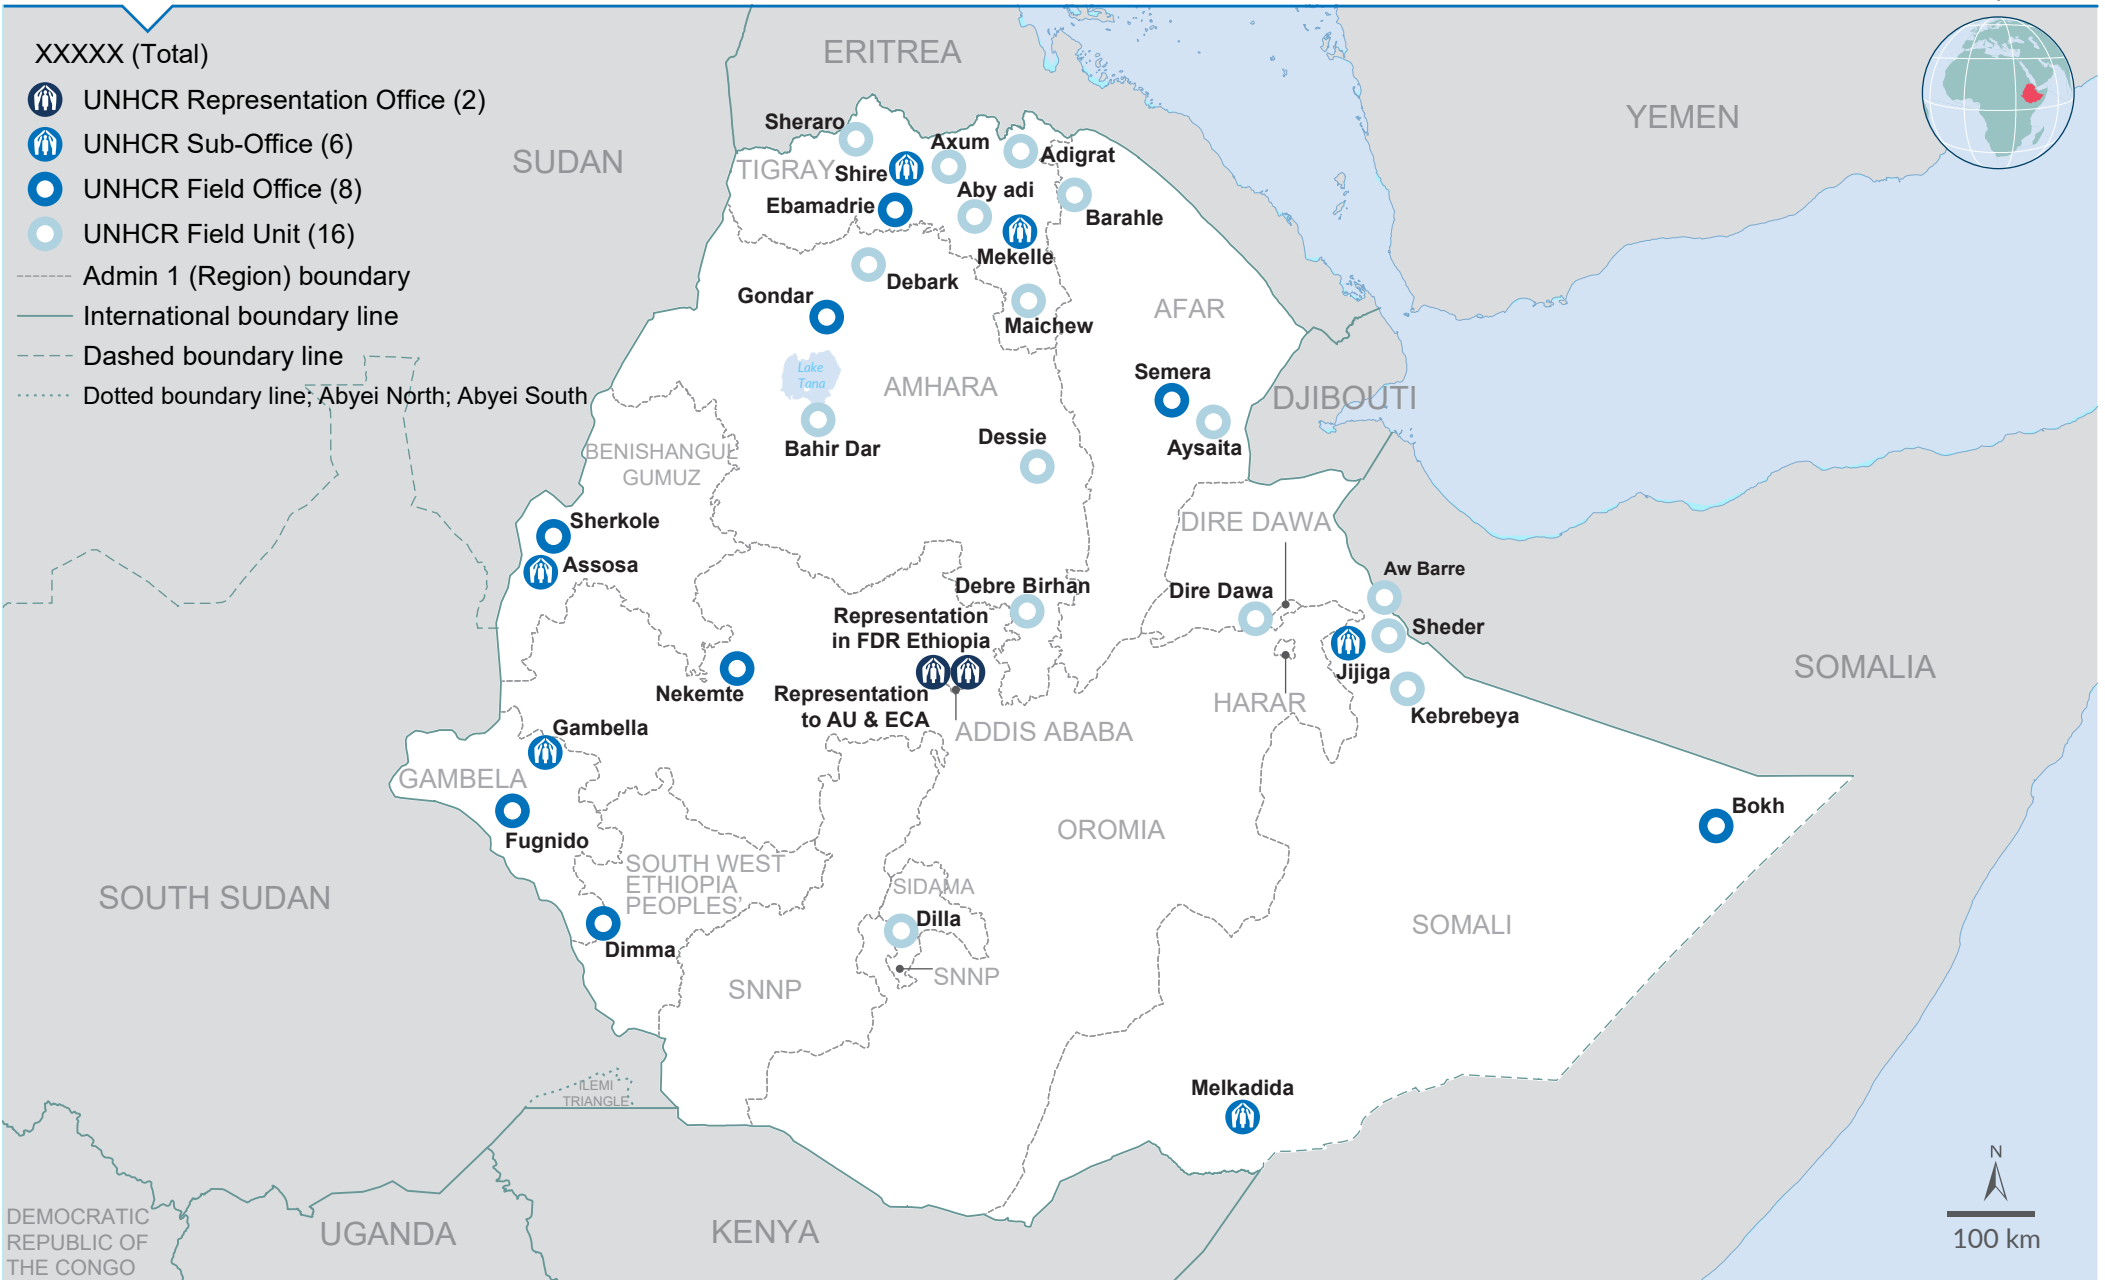 XXXXX (Total)
UNHCR Representation Office (2)
UNHCR Sub-Office (6)
UNHCR Field Office (8)
UNHCR Field Unit (16)
Admin 1 (Region) boundary
International boundary line
Dashed boundary line
Dotted boundary line; Abyei North; Abyei South
ERITREA
YEMEN
SUDAN
Sheraro
Axum
Adigrat
TIGRAY
Shire
Aby adi
Ebamadrie
Barahle
Mekelle
Debark
Gondar
Maichew
AFAR
Lake
Tana
AMHARA
Semera
DJIBOUTI
Bahir Dar
Dessie
Aysaita
BENISHANGUL
GUMUZ
Sherkole
DIRE DAWA
Assosa
Aw Barre
Debre Birhan
Dire Dawa
Representation
in FDR Ethiopia
Sheder
SOMALIA
Jijiga
Nekemte
Representation
to AU & ECA
HARAR
Kebrebeya
Gambella
ADDIS ABABA
GAMBELA
Bokh
Fugnido
OROMIA
SOUTH WEST
ETHIOPIA
PEOPLES'
SIDAMA
SOUTH SUDAN
Dilla
SOMALI
Dimma
SNNP
SNNP
ILEMI
TRIANGLE
Melkadida
N
100 km
DEMOCRATIC
REPUBLIC OF
THE CONGO
UGANDA
KENYA